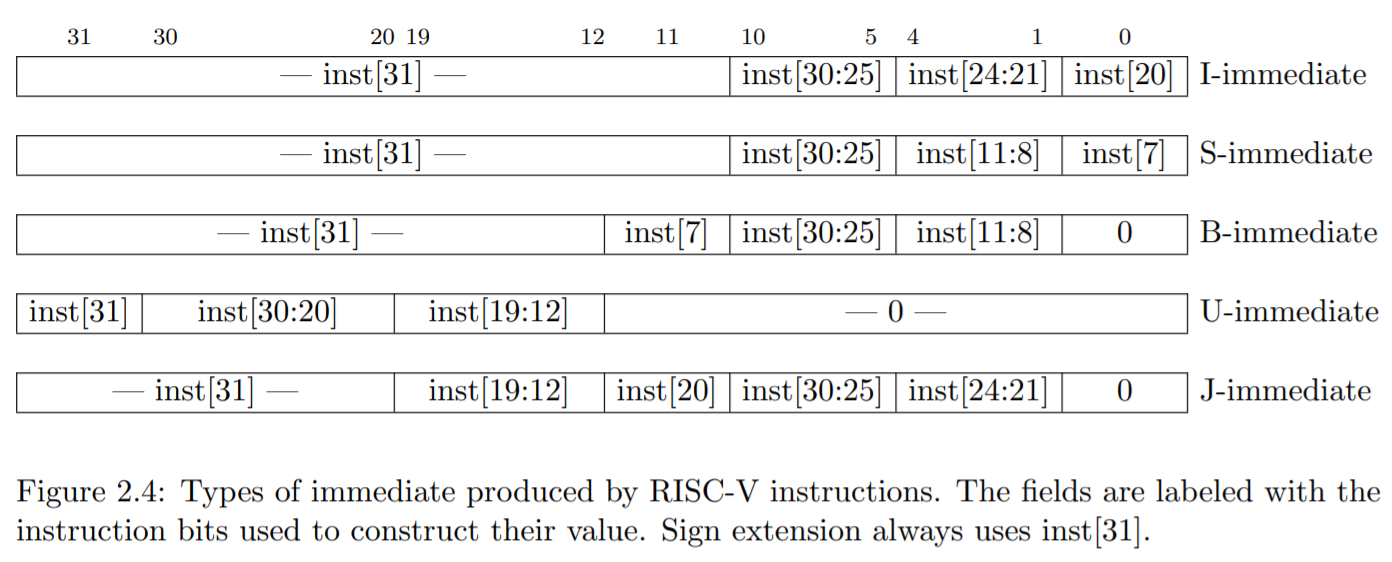 31 30 20 19 12 11 10 5 4 1 0
— inst[31] — inst[30:25] inst[24:21] inst[20] I-immediate
— inst[31] — inst[30:25] inst[11:8] inst[7] S-immediate
— inst[31] — inst[7] inst[30:25] inst[11:8] 0 B-immediate
inst[31] inst[30:20] inst[19:12] — 0 — U-immediate
— inst[31] — inst[19:12] inst[20] inst[30:25] inst[24:21] 0 J-immediate
Figure 2.4: Types of immediate produced by RISC-V instructions. The fields are labeled with the
instruction bits used to construct their value. Sign extension always uses inst[31].